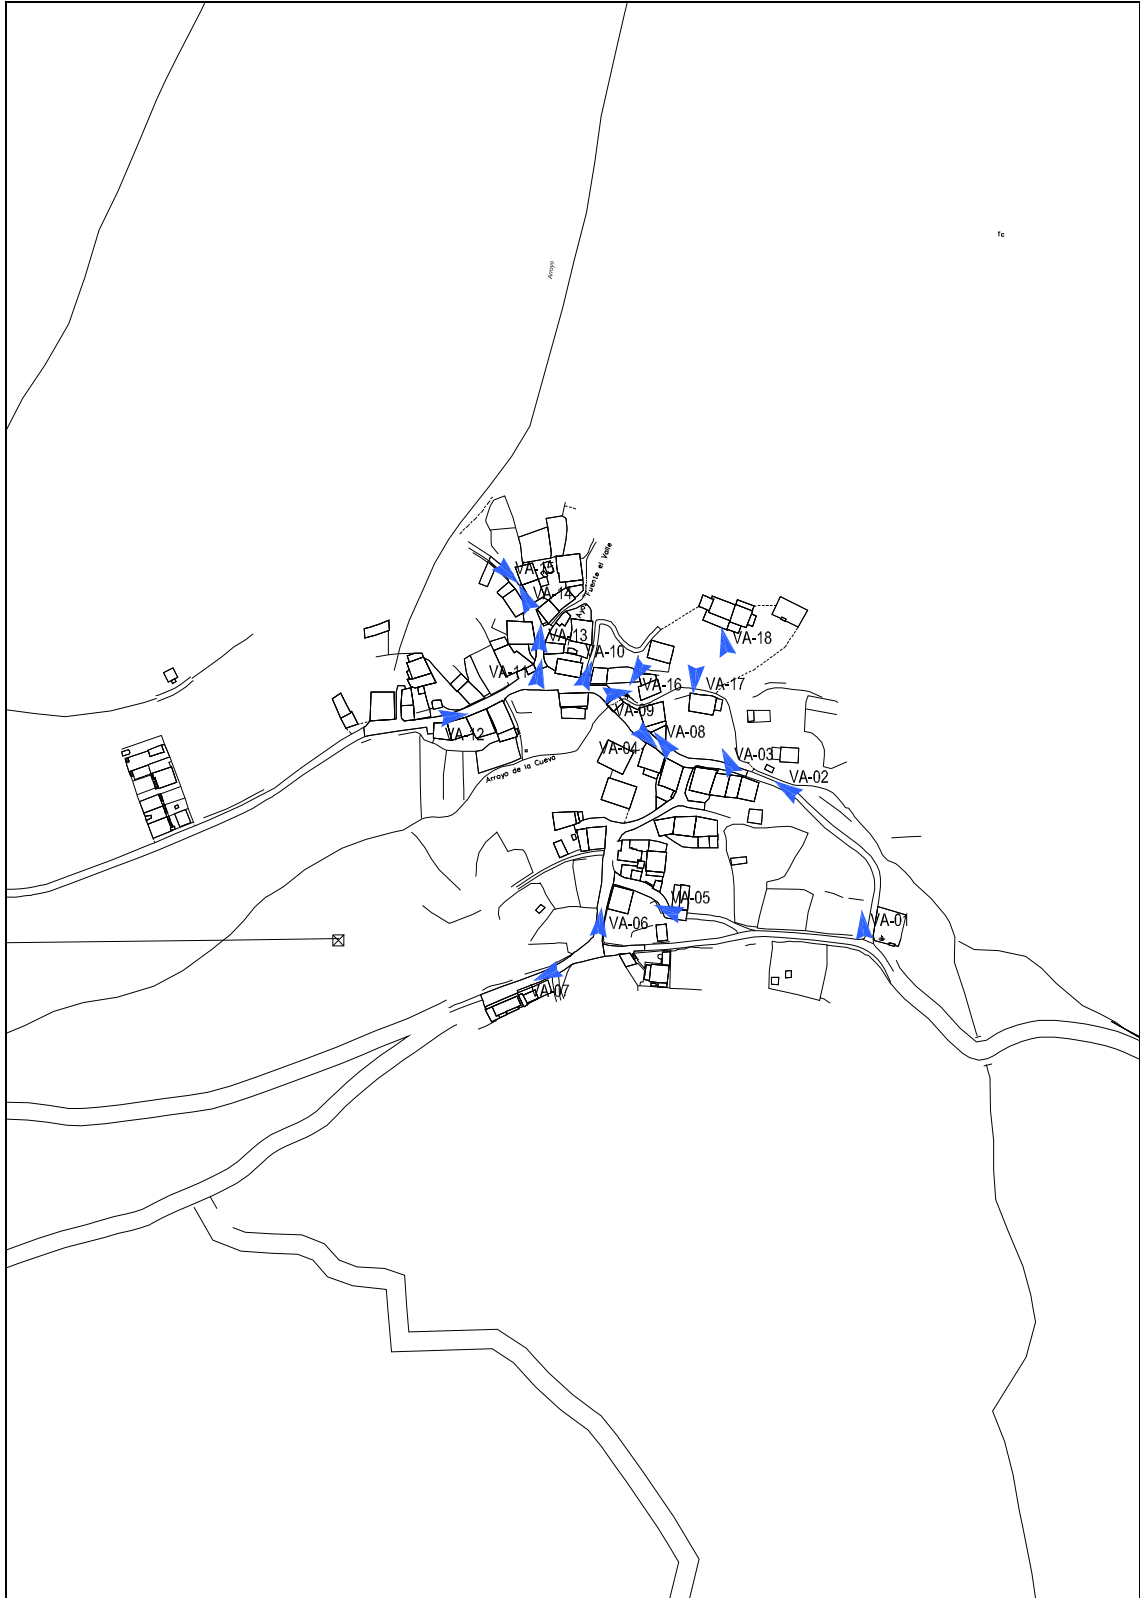 Tc
Arroyo
Ayo. Fuente el Valle
VA-15
VA-14
VA-13
VA-10
VA-18
VA-11
VA-16
VA-17
VA-09
VA-12
VA-08
VA-04
VA-03
Arroyo de la Cueva
VA-02
VA-05
VA-06
VA-01
VA-07